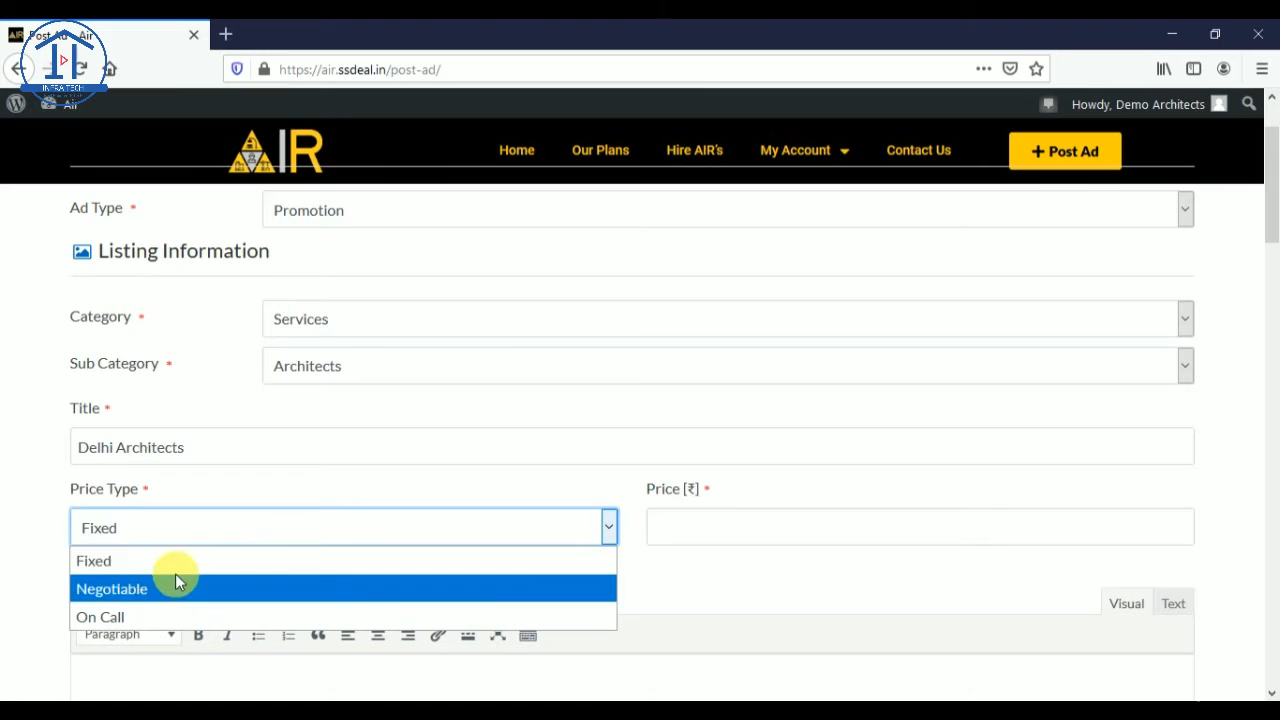 Post Ad - Air
https://air.ssdeal.in/post-ad/
INFRA TECH
Air
Howdy, Demo Architects
AIR
Home
Our Plans
Hire AIR's
My Account
Contact Us
+ Post Ad
Ad Type *
Promotion
Listing Information
Category *
Services
Sub Category *
Architects
Title *
Delhi Architects
Price Type *
Price [₹] *
Fixed
Fixed
Negotiable
On Call
Visual
Text
Paragraph
B I